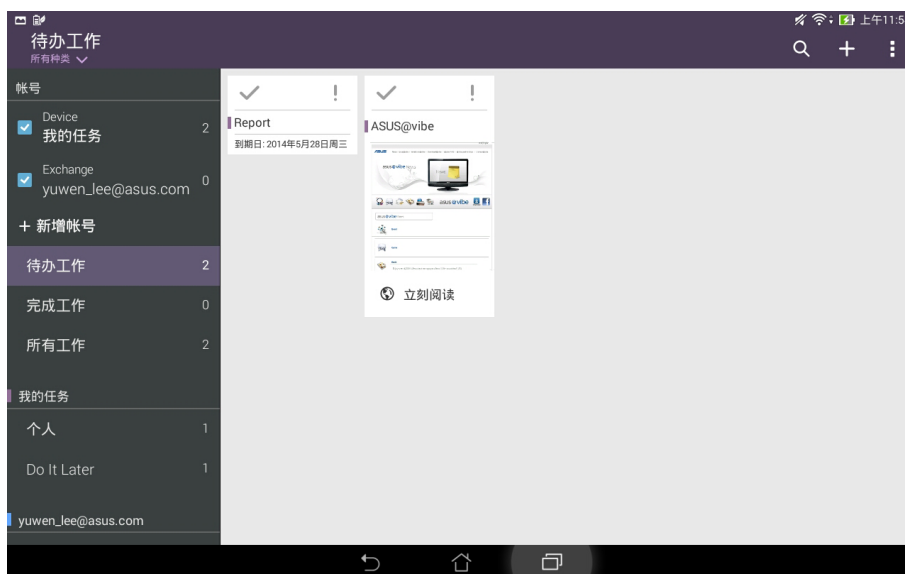 上午11:5
待办工作
所有种类
帐号
Device
我的任务
2
Exchange
yuwen_lee@asus.com
0
+ 新增帐号
待办工作
2
完成工作
0
所有工作
2
我的任务
个人
1
Do It Later
1
yuwen_lee@asus.com
Report
到期日: 2014年5月28日周三
ASUS@vibe
asus@vibe
立刻阅读